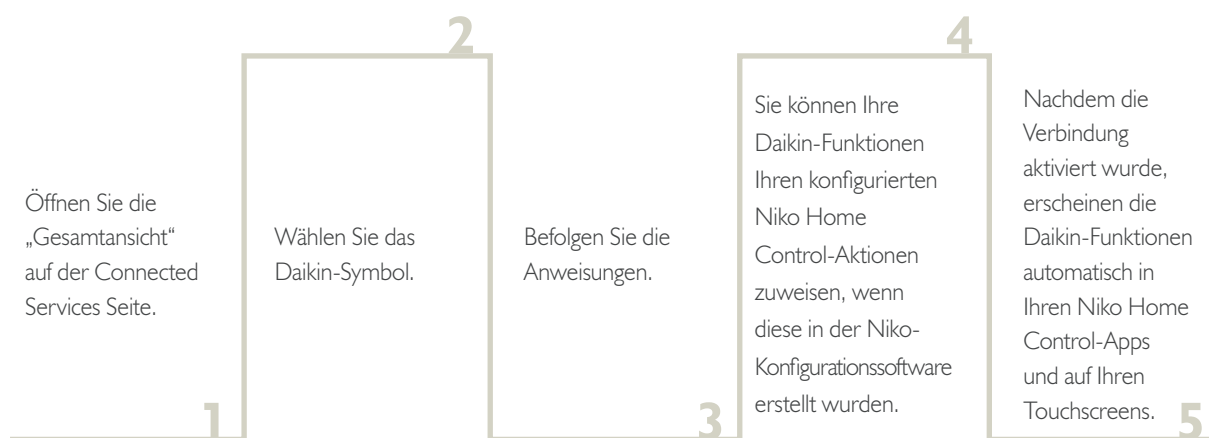 Öffnen Sie die
„Gesamtansicht“
auf der Connected
Services Seite.
1
2
Wählen Sie das
Daikin-Symbol.
Befolgen Sie die
Anweisungen.
3
4
Sie können Ihre
Daikin-Funktionen
Ihren konfigurierten
Niko Home
Control-Aktionen
zuweisen, wenn
diese in der Niko-
Konfigurationssoftware
erstellt wurden.
Nachdem die
Verbindung
aktiviert wurde,
erscheinen die
Daikin-Funktionen
automatisch in
Ihren Niko Home
Control-Apps
und auf Ihren
Touchscreens.
5